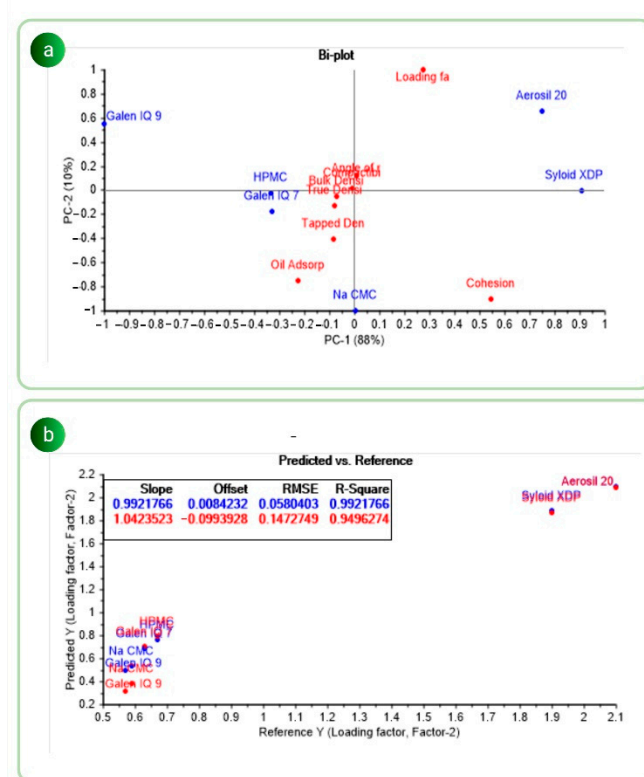 a
Bi-plot
Loading fa
Aerosil 20
Galen IQ 9
Angle of r
HPMC
Bulk Densi
Syloid XDP
Galen IQ 7
True Densi
Tapped Den
Oil Adsorp
Na CMC
Cohesion
PC-2 (10%)
1
0.8
0.6
0.4
0.2
0
−0.2
−0.4
−0.6
−0.8
−1
-1 -0.9 -0.8 -0.7 -0.6 -0.5 -0.4 -0.3 -0.2 -0.1 0 0.1 0.2 0.3 0.4 0.5 0.6 0.7 0.8 0.9 1
PC-1 (88%)
b
Predicted vs. Reference
Slope Offset RMSE R-Square
0.9921766 0.0084232 0.0580403 0.9921766
1.0423523 −0.0993928 0.1472749 0.9496274
Aerosil 20
Syloid XDP
Syloid XDP
HPMC
HPMC
Galen IQ 7
Na CMC
Galen IQ 9
Na CMC
Galen IQ 9
Predicted Y (Loading factor, Factor-2)
2.2
2
1.8
1.6
1.4
1.2
1
0.8
0.6
0.4
0.2
0.5 0.6 0.7 0.8 0.9 1 1.1 1.2 1.3 1.4 1.5 1.6 1.7 1.8 1.9 2 2.1
Reference Y (Loading factor, Factor-2)